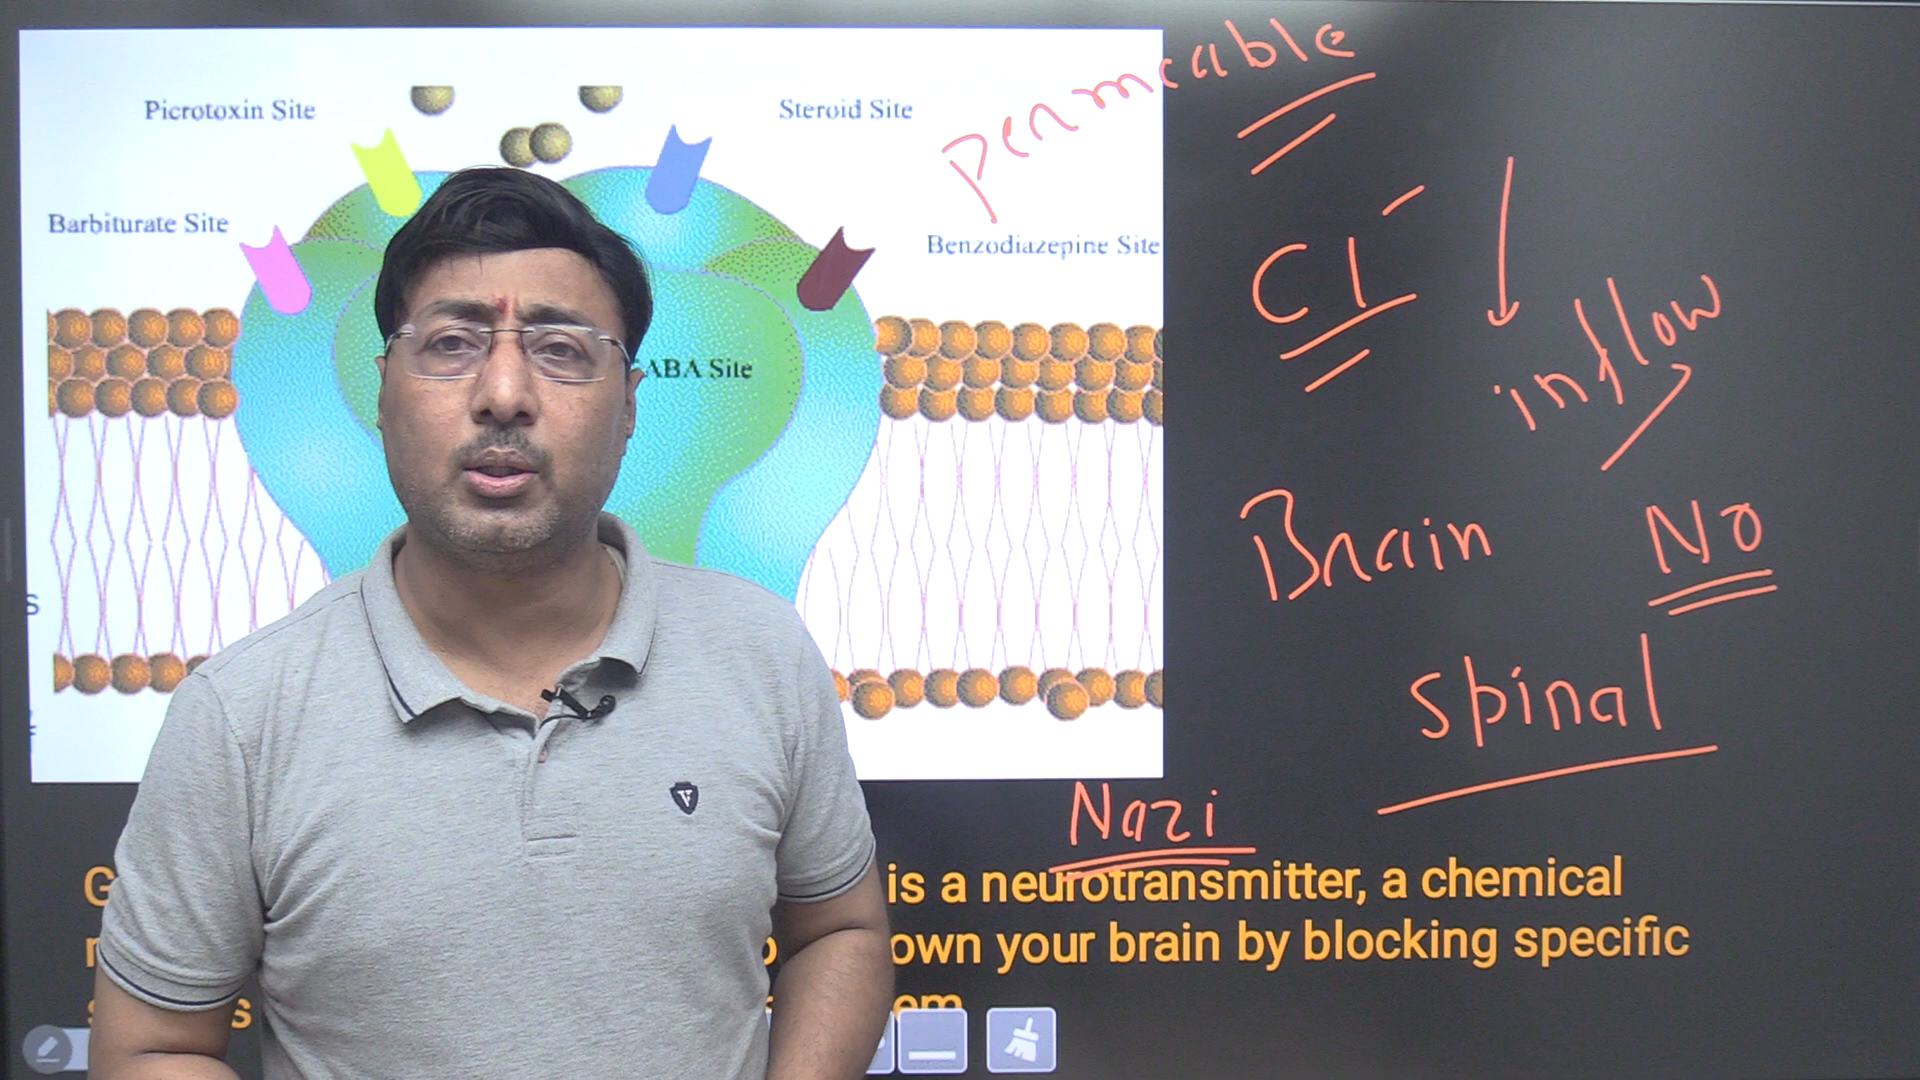 Picrotoxin Site
Steroid Site
permeable
Barbiturate Site
Benzodiazepine Site
Cl-
inflow
ABA Site
Brain
No
Spinal
Nazi
is a neurotransmitter, a chemical
own your brain by blocking specific